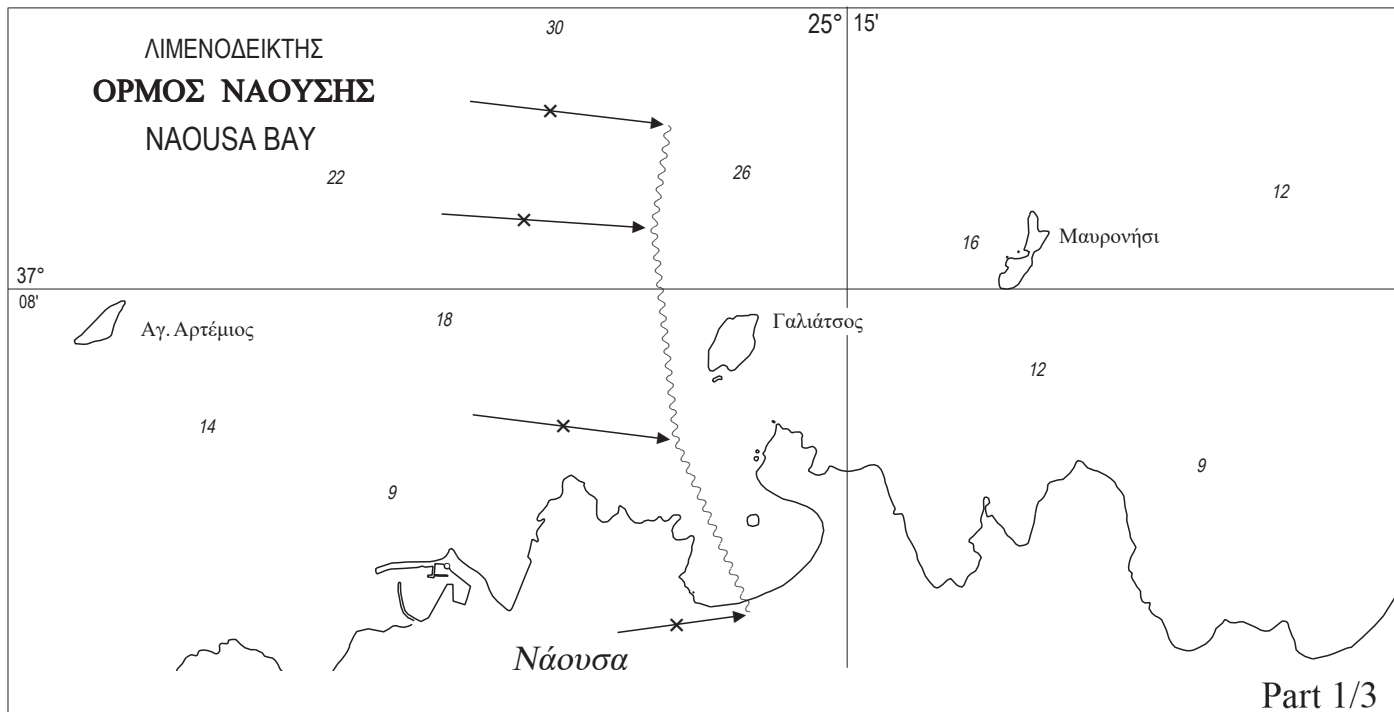 30
25° 15'
ΛΙΜΕΝΟΔΕΙΚΤΗΣ
ΟΡΜΟΣ ΝΑΟΥΣΗΣ
NAOUSA BAY
22
26
12
16
Μαυρονήσι
37°
08'
Αγ. Αρτέμιος
18
Γαλιάτσος
12
14
9
9
Νάουσα
Part 1/3